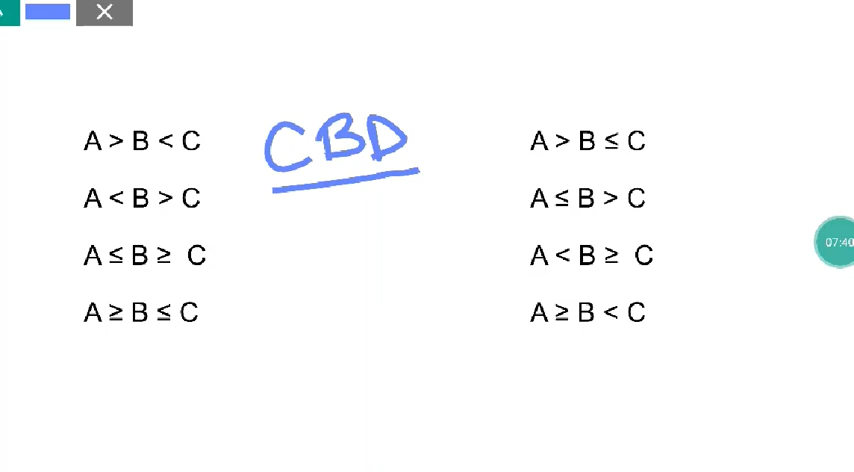 A > B < C
CBD
A > B ≤ C
A < B > C
A ≤ B > C
A ≤ B ≥ C
A < B ≥ C
A ≥ B ≤ C
A ≥ B < C
07:40